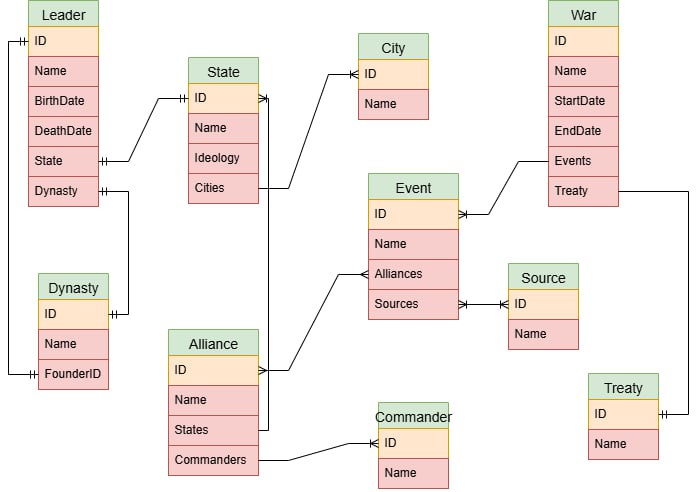 Leader
ID
Name
BirthDate
DeathDate
State
Dynasty
State
ID
Name
Ideology
Cities
City
ID
Name
War
ID
Name
StartDate
EndDate
Events
Treaty
Event
ID
Name
Alliances
Sources
Source
ID
Name
Dynasty
ID
Name
FounderID
Alliance
ID
Name
States
Commanders
Commander
ID
Name
Treaty
ID
Name